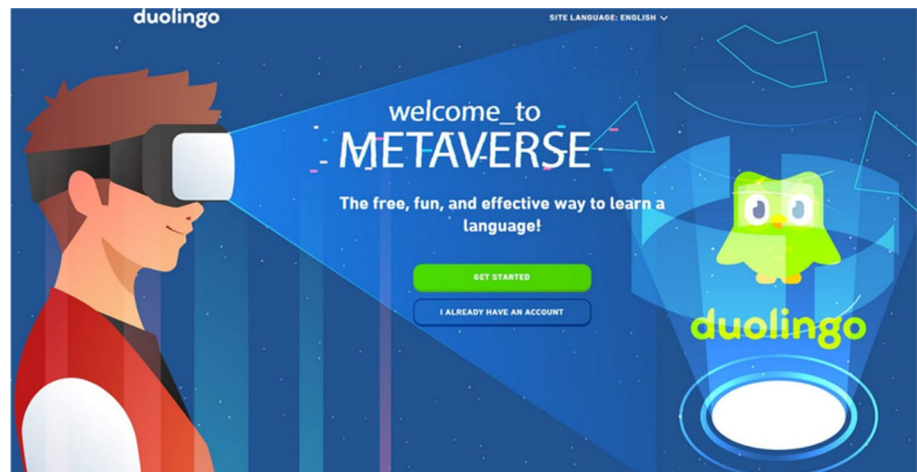 duolingo
SITE LANGUAGE: ENGLISH
welcome_to
METAVERSE
The free, fun, and effective way to learn a
language!
GET STARTED
I ALREADY HAVE AN ACCOUNT
duolingo